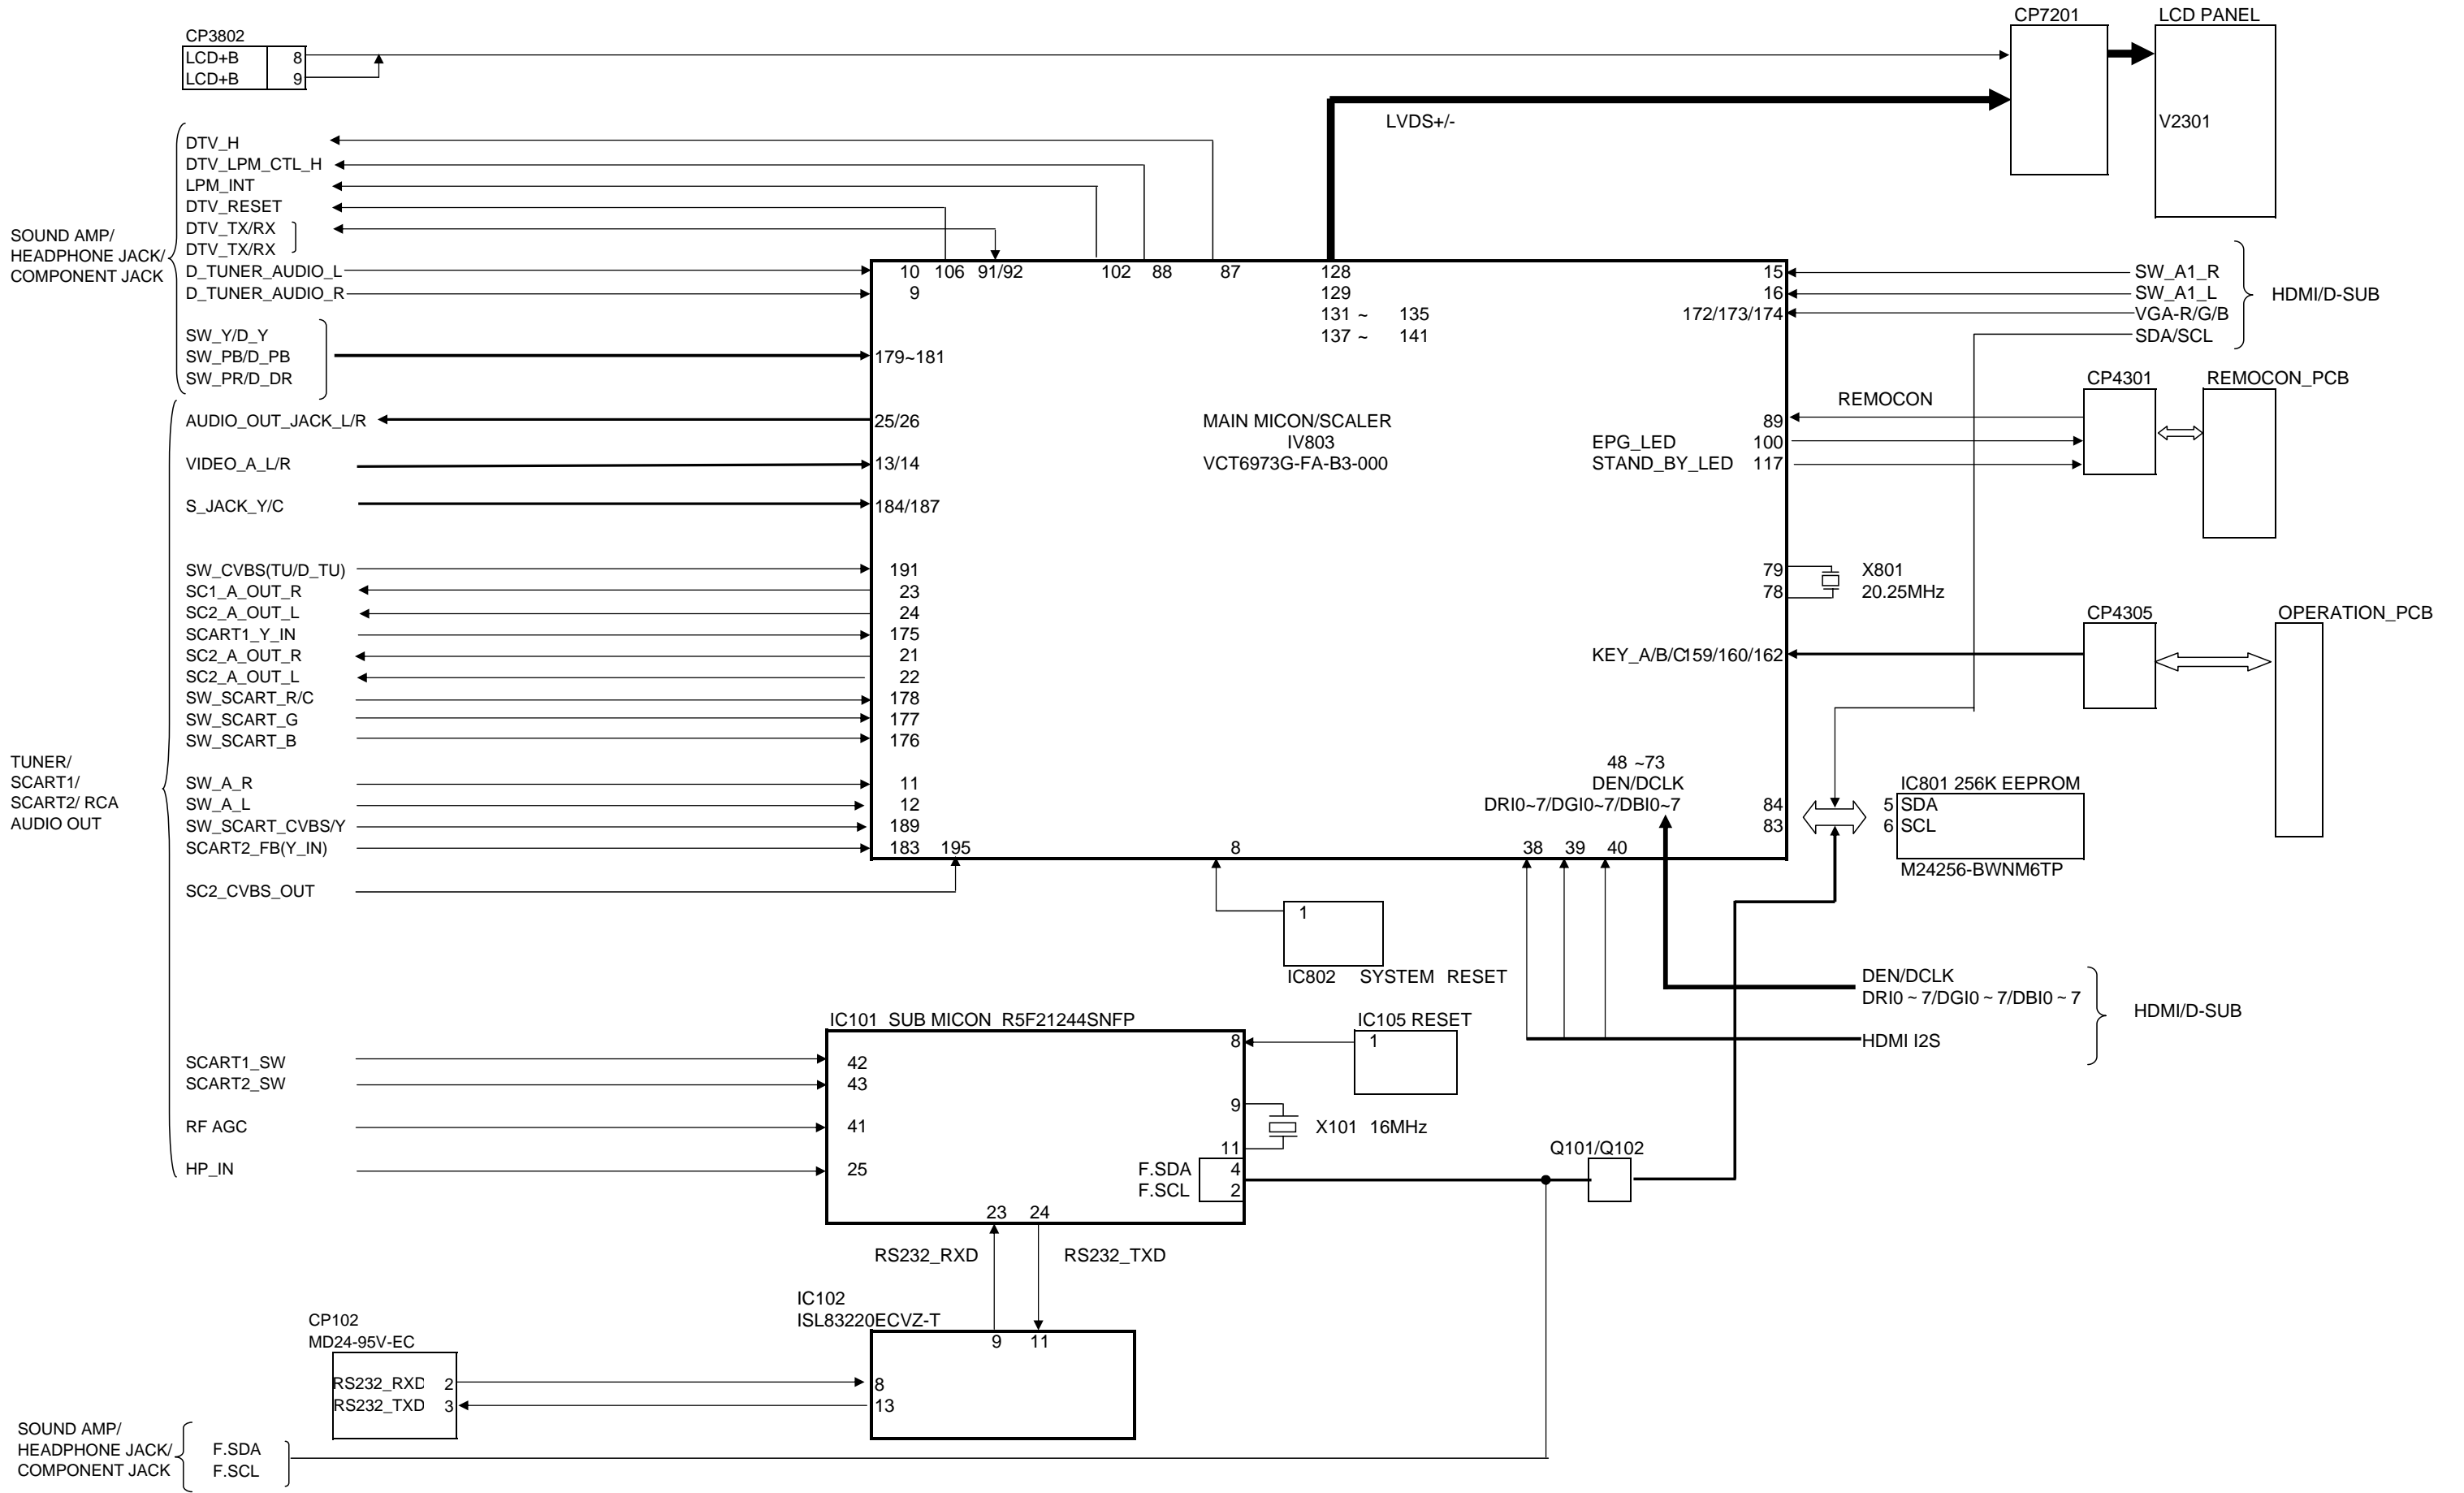 CP3802
LCD+B 8
LCD+B 9
CP7201
LCD PANEL
V2301
LVDS+/-
SOUND AMP/
HEADPHONE JACK/
COMPONENT JACK
DTV_H
DTV_LPM_CTL_H
LPM_INT
DTV_RESET
DTV_TX/RX
DTV_TX/RX
D_TUNER_AUDIO_L
D_TUNER_AUDIO_R
SW_Y/D_Y
SW_PB/D_PB
SW_PR/D_DR
10 106 91/92 102 88 87 128 15
9 129 16
131 ~ 135 172/173/174
137 ~ 141
179~181
SW_A1_R
SW_A1_L
VGA-R/G/B
SDA/SCL
HDMI/D-SUB
TUNER/
SCART1/
SCART2/ RCA
AUDIO OUT
AUDIO_OUT_JACK_L/R
VIDEO_A_L/R
S_JACK_Y/C
SW_CVBS(TU/D_TU)
SC1_A_OUT_R
SC2_A_OUT_L
SCART1_Y_IN
SC2_A_OUT_R
SC2_A_OUT_L
SW_SCART_R/C
SW_SCART_G
SW_SCART_B
SW_A_R
SW_A_L
SW_SCART_CVBS/Y
SCART2_FB(Y_IN)
SC2_CVBS_OUT
25/26
13/14
184/187
191
23
24
175
21
22
178
177
176
11
12
189
183 195 8 38 39 40
MAIN MICON/SCALER
IV803
VCT6973G-FA-B3-000
89
EPG_LED 100
STAND_BY_LED 117
79
78
KEY_A/B/C159/160/162
48 ~73
DEN/DCLK
DRI0~7/DGI0~7/DBI0~7
84
83
REMOCON
CP4301
REMOCON_PCB
X801
20.25MHz
CP4305
OPERATION_PCB
IC801 256K EEPROM
5 SDA
6 SCL
M24256-BWNM6TP
1
IC802 SYSTEM RESET
DEN/DCLK
DRI0 ~ 7/DGI0 ~ 7/DBI0 ~ 7
HDMI I2S
HDMI/D-SUB
SCART1_SW
SCART2_SW
RF AGC
HP_IN
IC101 SUB MICON R5F21244SNFP
42
43
41
25
8
9
11
F.SDA 4
F.SCL 2
23 24
IC105 RESET
1
X101 16MHz
Q101/Q102
RS232_RXD RS232_TXD
IC102
ISL83220ECVZ-T
9 11
8
13
CP102
MD24-95V-EC
RS232_RXD 2
RS232_TXD 3
SOUND AMP/
HEADPHONE JACK/
COMPONENT JACK
F.SDA
F.SCL